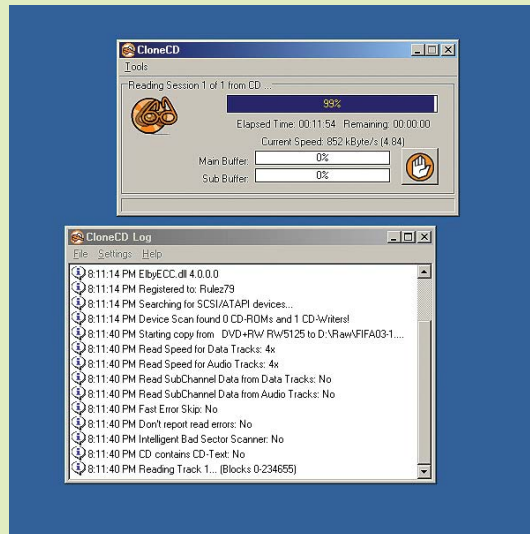 CloneCD
Tools
Reading Session 1 of 1 from CD ...
99%
Elapsed Time: 00:11:54 Remaining: 00:00:00
Current Speed: 852 kByte/s (4.84)
Main Buffer: 0%
Sub Buffer: 0%
CloneCD Log
File Settings Help
8:11:14 PM ElbyECC.dll 4.0.0.0
8:11:14 PM Registered to: Rulez79
8:11:14 PM Searching for SCSI/ATAPI devices...
8:11:14 PM Device Scan found 0 CD-ROMs and 1 CD-Writers!
8:11:40 PM Starting copy from DVD+RW RW5125 to D:\Raw\FIFA03-1....
8:11:40 PM Read Speed for Data Tracks: 4x
8:11:40 PM Read Speed for Audio Tracks: 4x
8:11:40 PM Read SubChannel Data from Data Tracks: No
8:11:40 PM Read SubChannel Data from Audio Tracks: No
8:11:40 PM Fast Error Skip: No
8:11:40 PM Don't report read errors: No
8:11:40 PM Intelligent Bad Sector Scanner: No
8:11:40 PM CD contains CD-Text: No
8:11:40 PM Reading Track 1... (Blocks 0-234655)